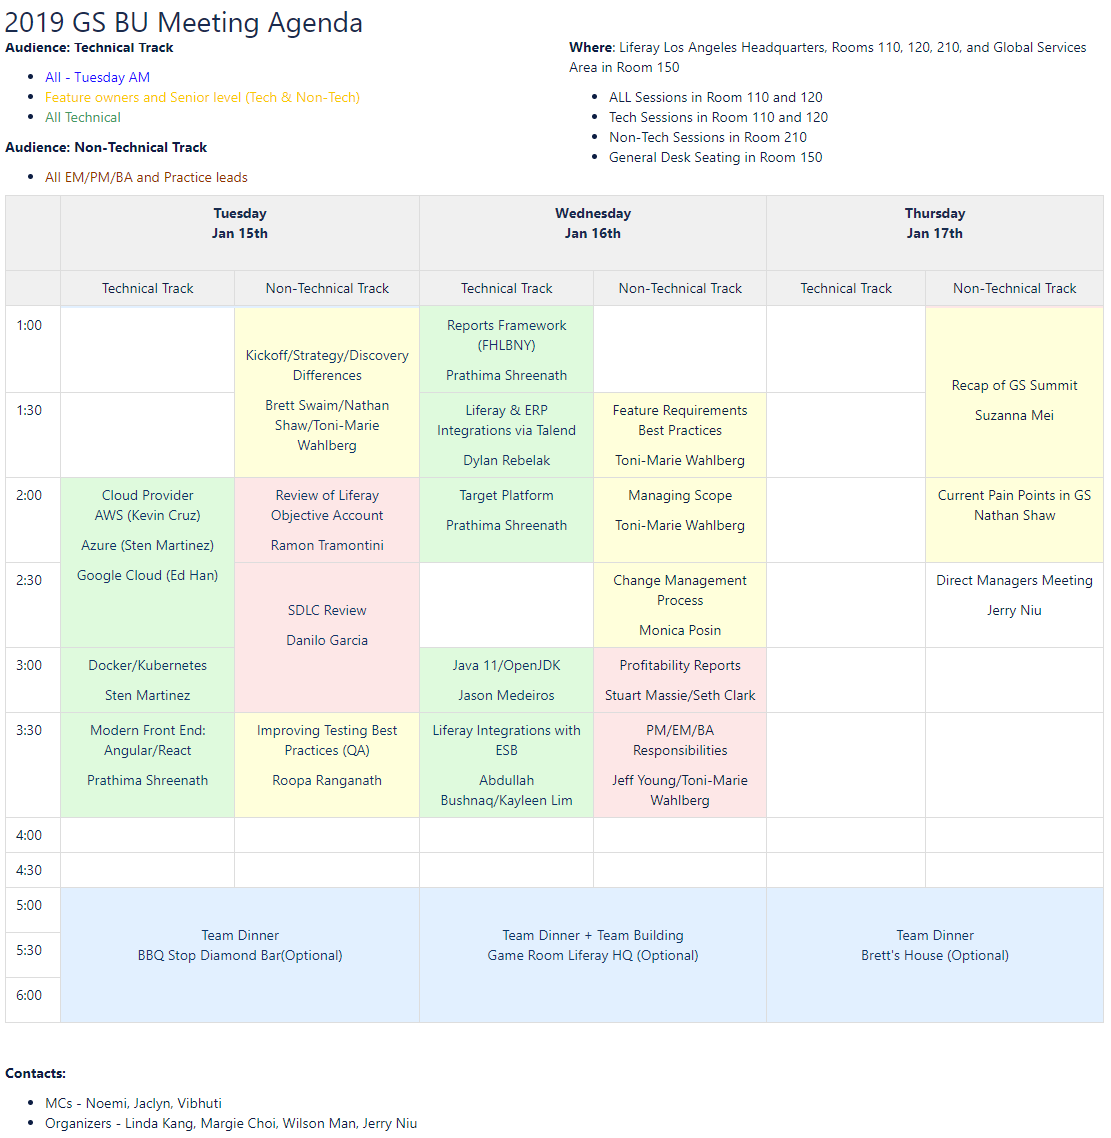 2019 GS BU Meeting Agenda
Audience: Technical Track
All - Tuesday AM
Feature owners and Senior level (Tech & Non-Tech)
All Technical
Audience: Non-Technical Track
All EM/PM/BA and Practice leads
Where: Liferay Los Angeles Headquarters, Rooms 110, 120, 210, and Global Services
Area in Room 150
ALL Sessions in Room 110 and 120
Tech Sessions in Room 110 and 120
Non-Tech Sessions in Room 210
General Desk Seating in Room 150
Tuesday
Jan 15th
Wednesday
Jan 16th
Thursday
Jan 17th
Technical Track
Non-Technical Track
Technical Track
Non-Technical Track
Technical Track
Non-Technical Track
1:00
Kickoff/Strategy/Discovery
Differences
Brett Swaim/Nathan
Shaw/Toni-Marie
Wahlberg
Reports Framework
(FHLBNY)
Prathima Shreenath
Recap of GS Summit
Suzanna Mei
1:30
Liferay & ERP
Integrations via Talend
Dylan Rebelak
Feature Requirements
Best Practices
Toni-Marie Wahlberg
2:00
Cloud Provider
AWS (Kevin Cruz)
Azure (Sten Martinez)
Google Cloud (Ed Han)
Review of Liferay
Objective Account
Ramon Tramontini
Target Platform
Prathima Shreenath
Managing Scope
Toni-Marie Wahlberg
Current Pain Points in GS
Nathan Shaw
2:30
SDLC Review
Danilo Garcia
Change Management
Process
Monica Posin
Direct Managers Meeting
Jerry Niu
3:00
Docker/Kubernetes
Sten Martinez
Java 11/OpenJDK
Jason Medeiros
Profitability Reports
Stuart Massie/Seth Clark
3:30
Modern Front End:
Angular/React
Prathima Shreenath
Improving Testing Best
Practices (QA)
Roopa Ranganath
Liferay Integrations with
ESB
Abdullah
Bushnaq/Kayleen Lim
PM/EM/BA
Responsibilities
Jeff Young/Toni-Marie
Wahlberg
4:00
4:30
5:00
5:30
6:00
Team Dinner
BBQ Stop Diamond Bar(Optional)
Team Dinner + Team Building
Game Room Liferay HQ (Optional)
Team Dinner
Brett's House (Optional)
Contacts:
MCs - Noemi, Jaclyn, Vibhuti
Organizers - Linda Kang, Margie Choi, Wilson Man, Jerry Niu